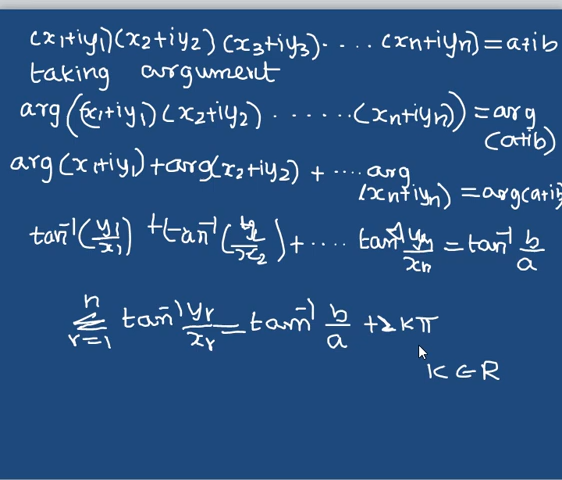 (x₁+iy₁)(x₂+iy₂)(x₃+iy₃)⋅ ⋅⋅⋅ ⋅(xn+iyn)=a+ib
taking argument
arg((x₁+iy₁)(x₂+iy₂)⋅ ⋅⋅⋅⋅⋅⋅(xn+iyn))=arg
(a+ib)
arg(x₁+iy₁)+arg(x₂+iy₂) + ⋅⋅⋅⋅ arg
(xn+iyn) =arg(a+ib
tan⁻¹(y₁/x₁) +tan⁻¹(y₂/x₂)+ ⋅⋅⋅⋅ tan⁻¹ yn/xn = tan⁻¹ b/a
n∑r=1 tan⁻¹ yr/xr = tan⁻¹ b/a +2kπ
k∈R